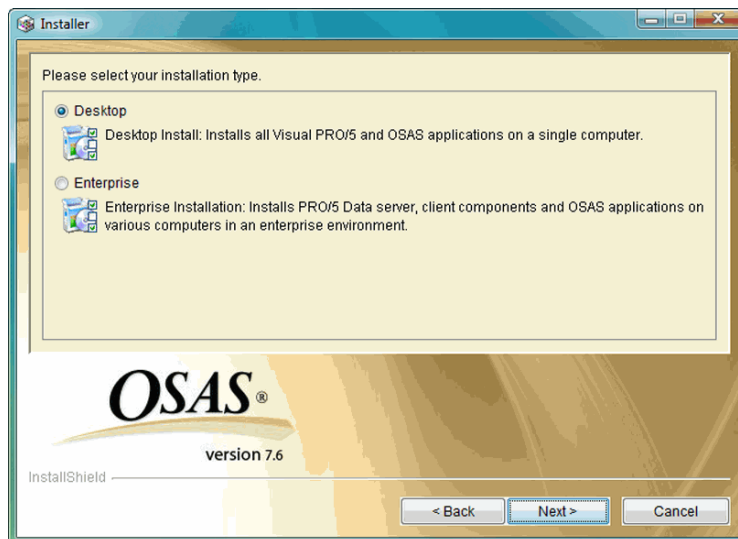 Installer
Please select your installation type.
Desktop
Desktop Install: Installs all Visual PRO/5 and OSAS applications on a single computer.
Enterprise
Enterprise Installation: Installs PRO/5 Data server, client components and OSAS applications on
various computers in an enterprise environment.
OSAS®
version 7.6
InstallShield
< Back Next > Cancel